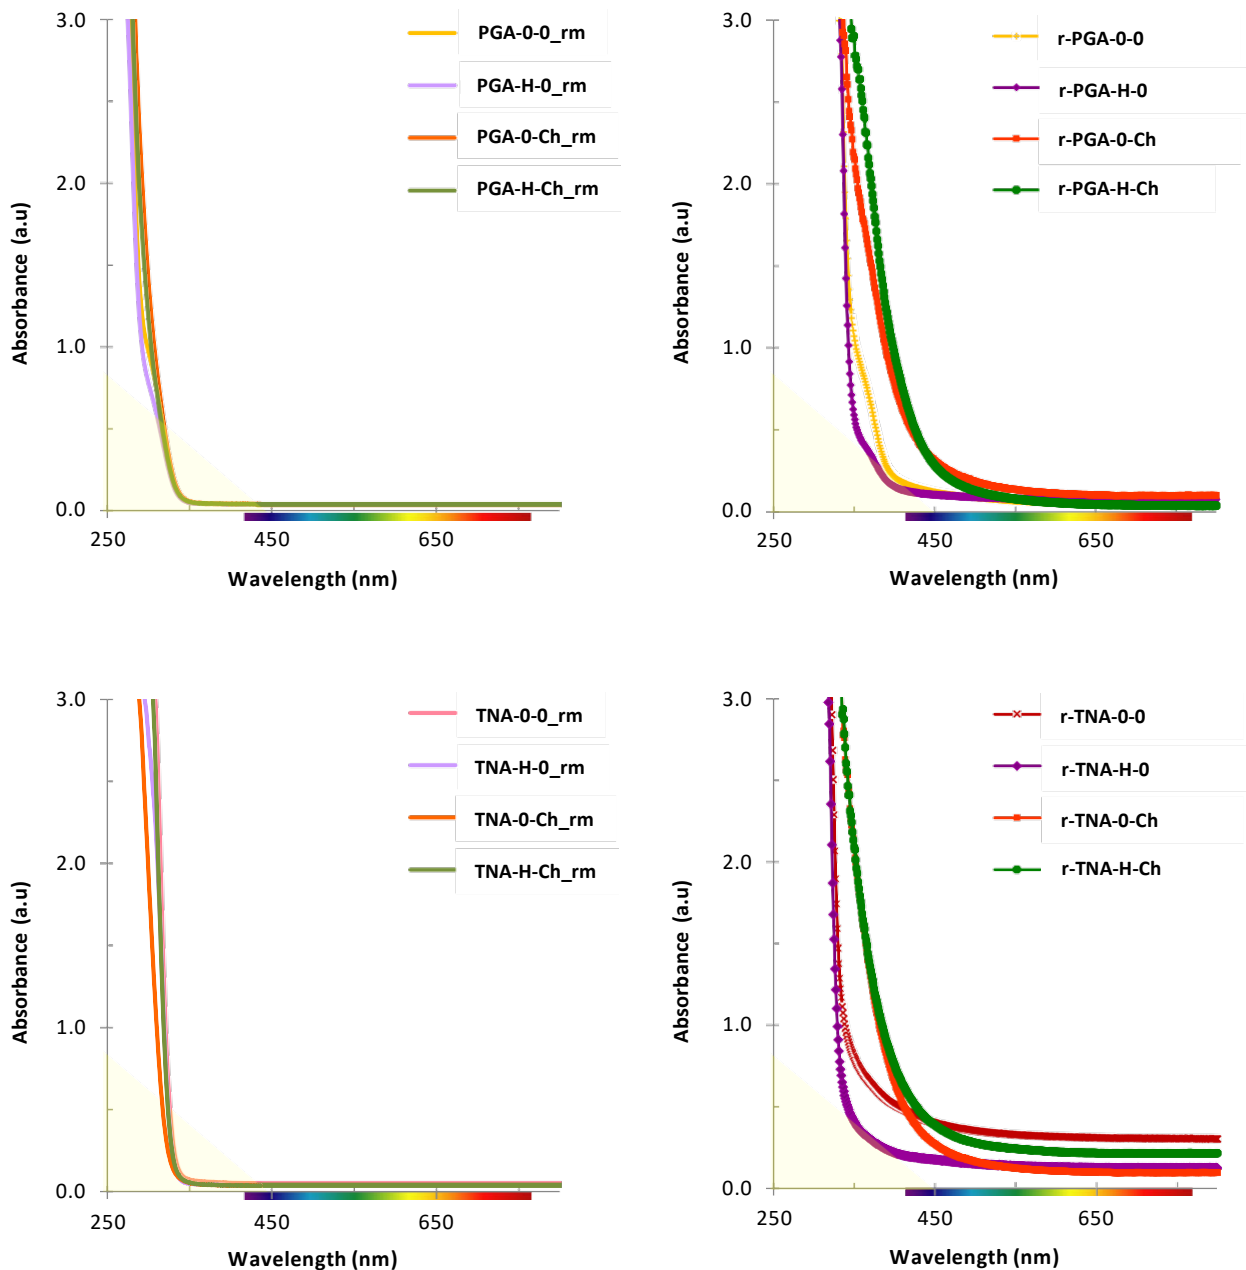 3.0
2.0
1.0
0.0
250
450
650
Absorbance (a.u)
Wavelength (nm)
PGA-0-0_rm
PGA-H-0_rm
PGA-0-Ch_rm
PGA-H-Ch_rm
3.0
2.0
1.0
0.0
250
450
650
Absorbance (a.u)
Wavelength (nm)
r-PGA-0-0
r-PGA-H-0
r-PGA-0-Ch
r-PGA-H-Ch
3.0
2.0
1.0
0.0
250
450
650
Absorbance (a.u)
Wavelength (nm)
TNA-0-0_rm
TNA-H-0_rm
TNA-0-Ch_rm
TNA-H-Ch_rm
3.0
2.0
1.0
0.0
250
450
650
Absorbance (a.u)
Wavelength (nm)
r-TNA-0-0
r-TNA-H-0
r-TNA-0-Ch
r-TNA-H-Ch